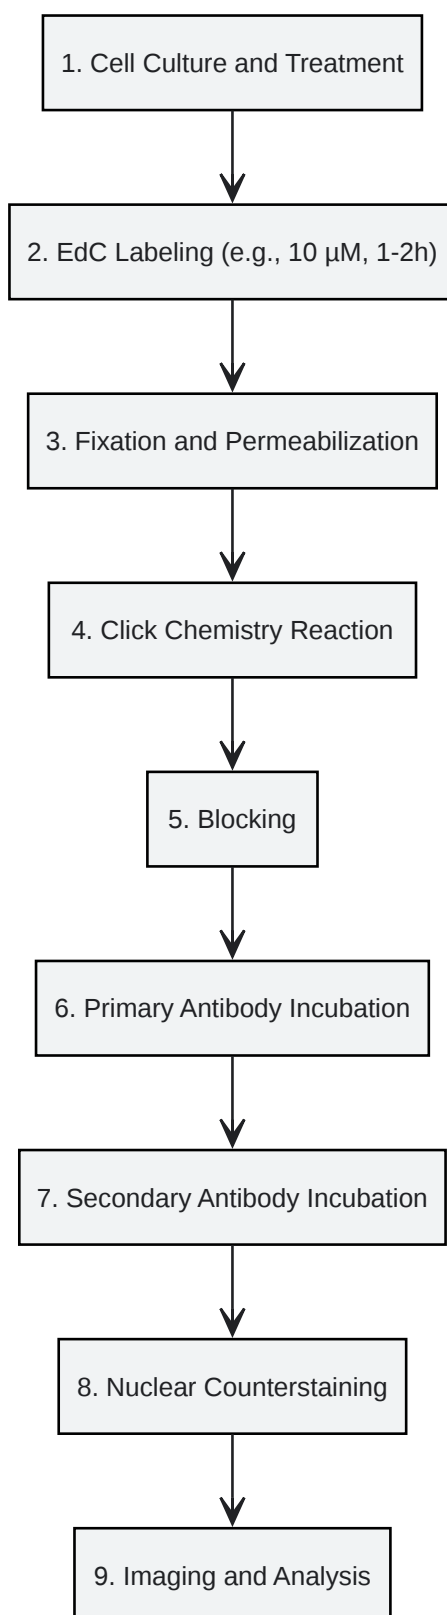 1. Cell Culture and Treatment
2. EdC Labeling (e.g., 10 µM, 1-2h)
3. Fixation and Permeabilization
4. Click Chemistry Reaction
5. Blocking
6. Primary Antibody Incubation
7. Secondary Antibody Incubation
8. Nuclear Counterstaining
9. Imaging and Analysis